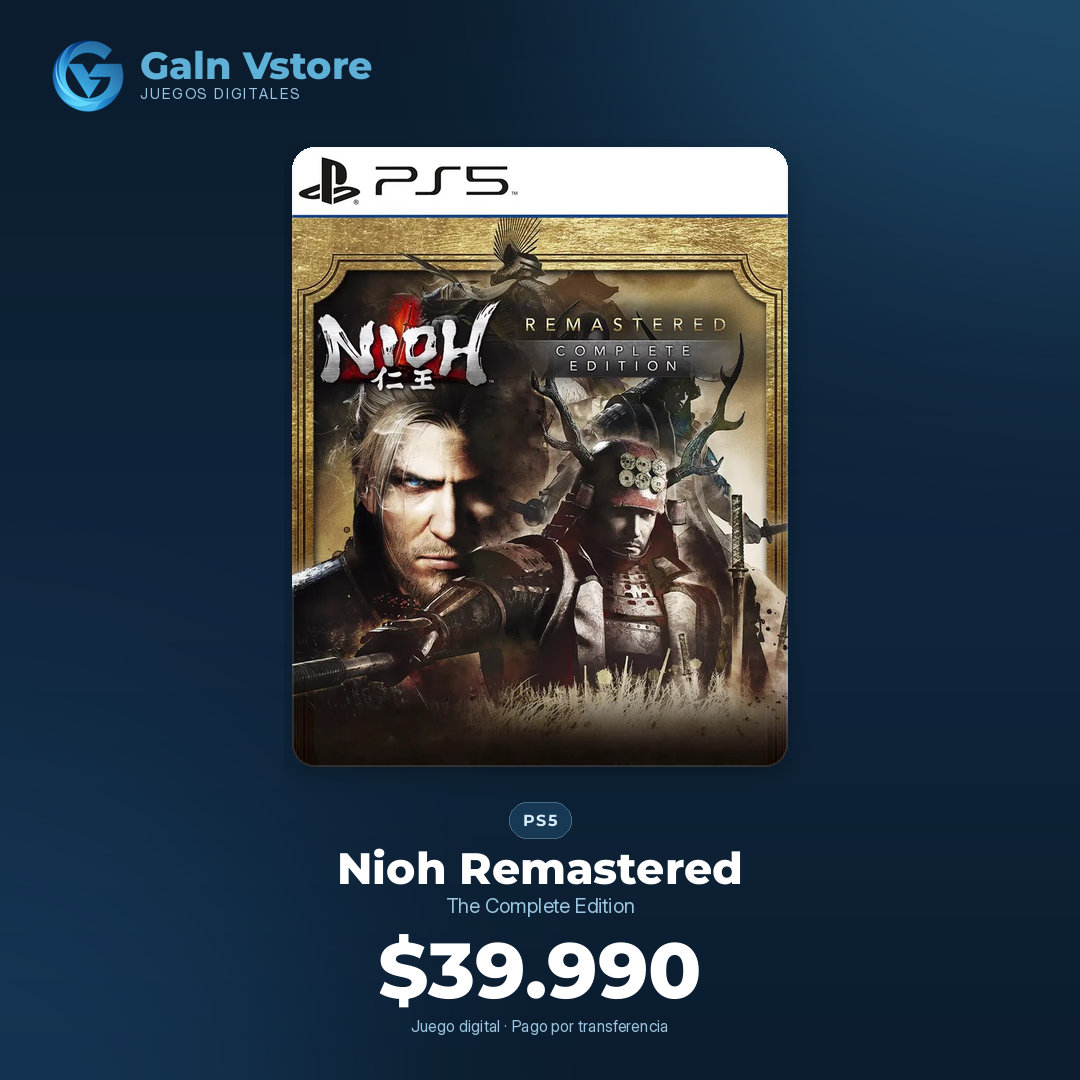 GaIn Vstore
JUEGOS DIGITALES
PS5
NIOH
仁王
REMASTERED
COMPLETE
EDITION
PS5
Nioh Remastered
The Complete Edition
$39.990
Juego digital · Pago por transferencia